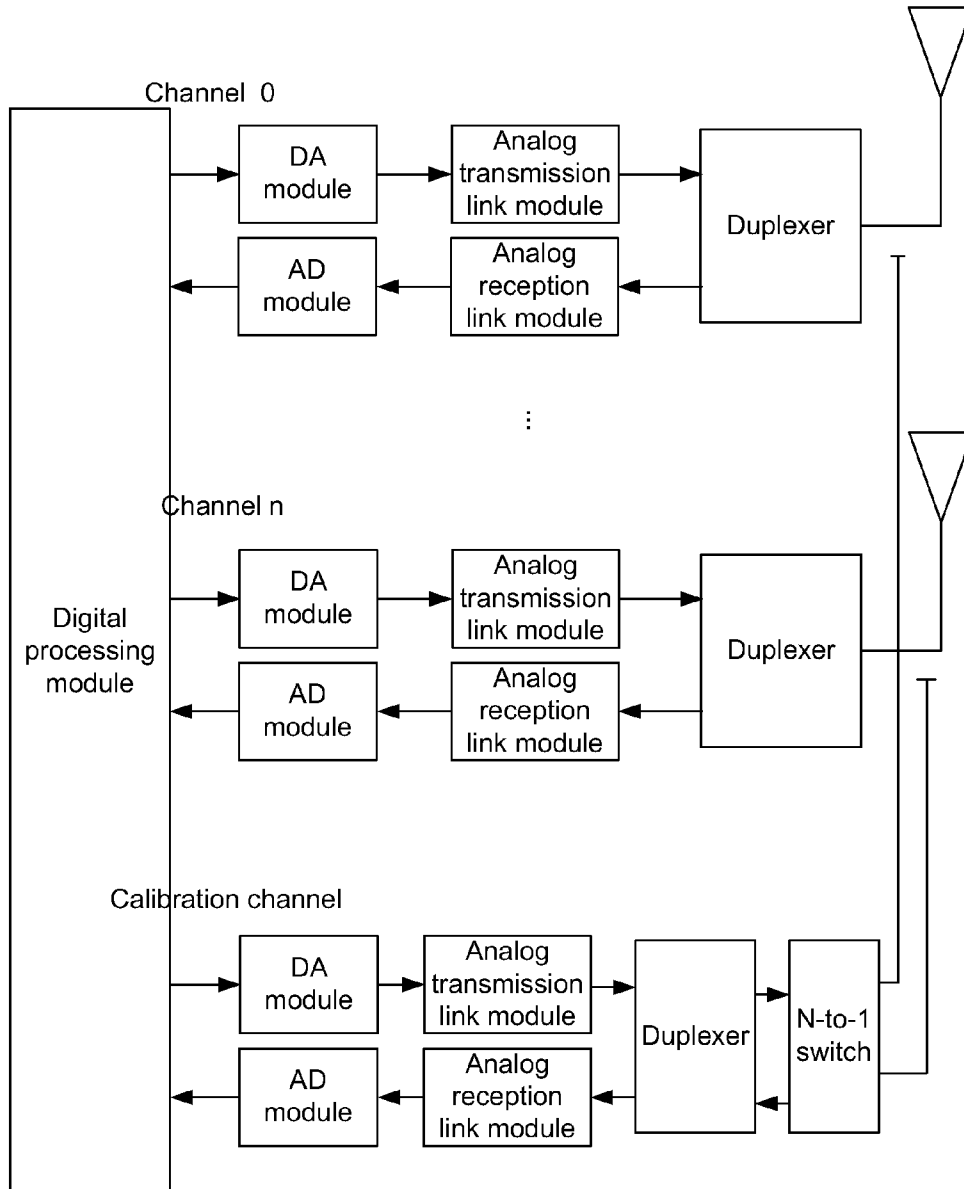 Channel 0
DA
module
Analog
transmission
link module
Duplexer
AD
module
Analog
reception
link module
...
Channel n
DA
module
Analog
transmission
link module
Duplexer
Digital
processing
module
AD
module
Analog
reception
link module
Calibration channel
DA
module
Analog
transmission
link module
Duplexer
N-to-1
switch
AD
module
Analog
reception
link module